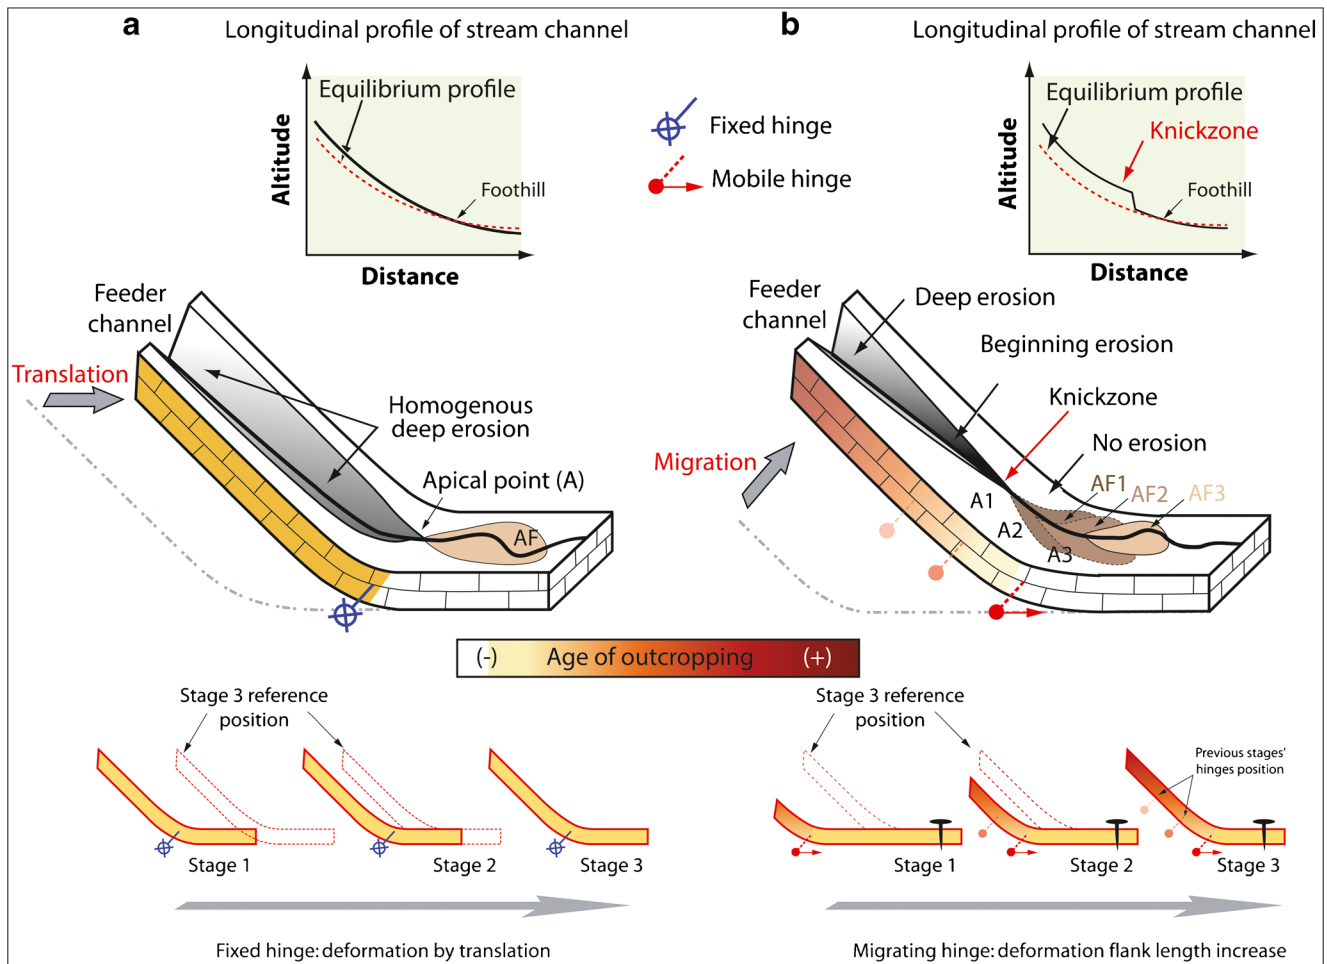 a
Longitudinal profile of stream channel
Equilibrium profile
Altitude
Foothill
Distance
Fixed hinge
Mobile hinge
b
Longitudinal profile of stream channel
Equilibrium profile
Knickzone
Altitude
Foothill
Distance
Feeder
channel
Translation
Homogenous
deep erosion
Apical point (A)
AF
Feeder
channel
Deep erosion
Beginning erosion
Knickzone
No erosion
Migration
A1
A2
A3
AF1
AF2
AF3
(-)
Age of outcropping
(+)
Stage 3 reference
position
Stage 1
Stage 2
Stage 3
Fixed hinge: deformation by translation
Stage 3 reference
position
Previous stages'
hinges position
Stage 1
Stage 2
Stage 3
Migrating hinge: deformation flank length increase